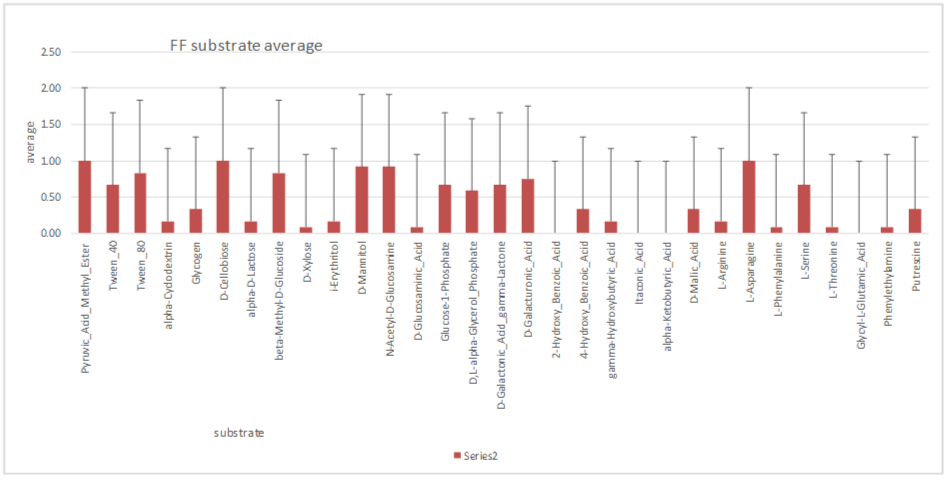 FF substrate average
2.50
2.00
1.50
1.00
0.50
0.00
average
Pyruvic_Acid_Methyl_Ester
Tween_40
Tween_80
alpha-Cyclodextrin
Glycogen
D-Cellobiose
alpha-D-Lactose
beta-Methyl-D-Glucoside
D-Xylose
i-Erythritol
D-Mannitol
N-Acetyl-D-Glucosamine
D-Glucosaminic_Acid
Glucose-1-Phosphate
D,L-alpha-Glycerol_Phosphate
D-Galactonic_Acid_gamma-Lactone
D-Galacturonic_Acid
2-Hydroxy_Benzoic_Acid
4-Hydroxy_Benzoic_Acid
gamma-Hydroxybutyric_Acid
Itaconic_Acid
alpha-Ketobutyric_Acid
D-Malic_Acid
L-Arginine
L-Asparagine
L-Phenylalanine
L-Serine
L-Threonine
Glycyl-L-Glutamic_Acid
Phenylethylamine
Putrescine
substrate
Series2